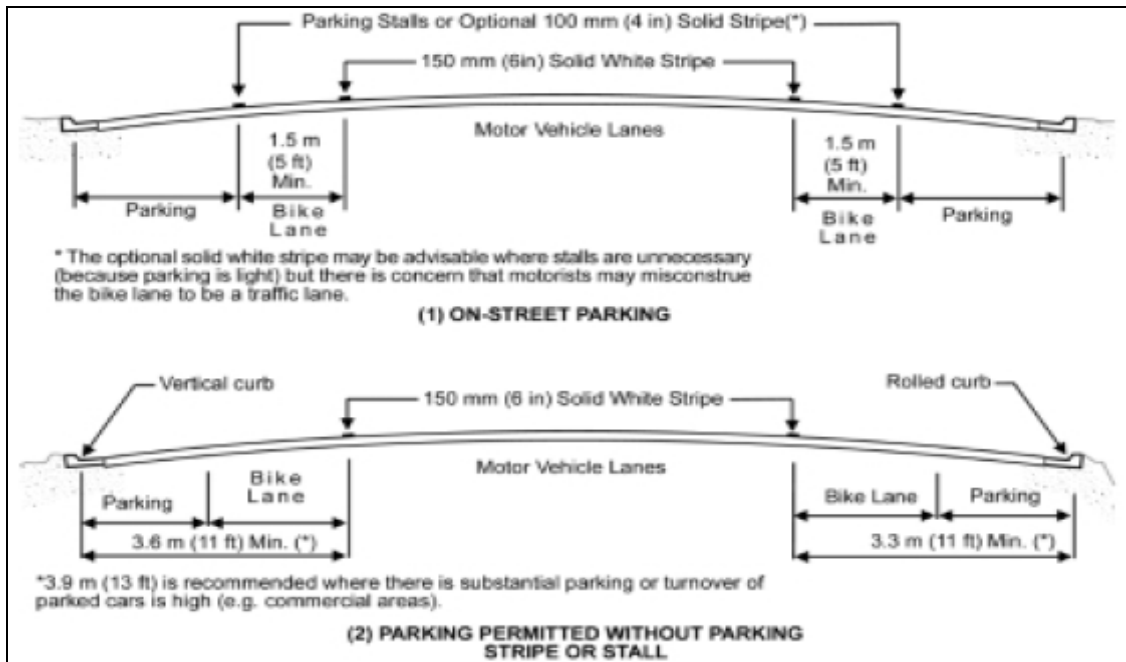 Parking Stalls or Optional 100 mm (4 in) Solid Stripe(*)
150 mm (6in) Solid White Stripe
Motor Vehicle Lanes
1.5 m
(5 ft)
Min.
1.5 m
(5 ft)
Min.
Parking
Bike
Lane
Bike
Lane
Parking
* The optional solid white stripe may be advisable where stalls are unnecessary
(because parking is light) but there is concern that motorists may misconstrue
the bike lane to be a traffic lane.
(1) ON-STREET PARKING
Vertical curb
Rolled curb
150 mm (6 in) Solid White Stripe
Motor Vehicle Lanes
Parking
Bike
Lane
Bike Lane
Parking
3.6 m (11 ft) Min. (*)
3.3 m (11 ft) Min. (*)
*3.9 m (13 ft) is recommended where there is substantial parking or turnover of
parked cars is high (e.g. commercial areas).
(2) PARKING PERMITTED WITHOUT PARKING
STRIPE OR STALL